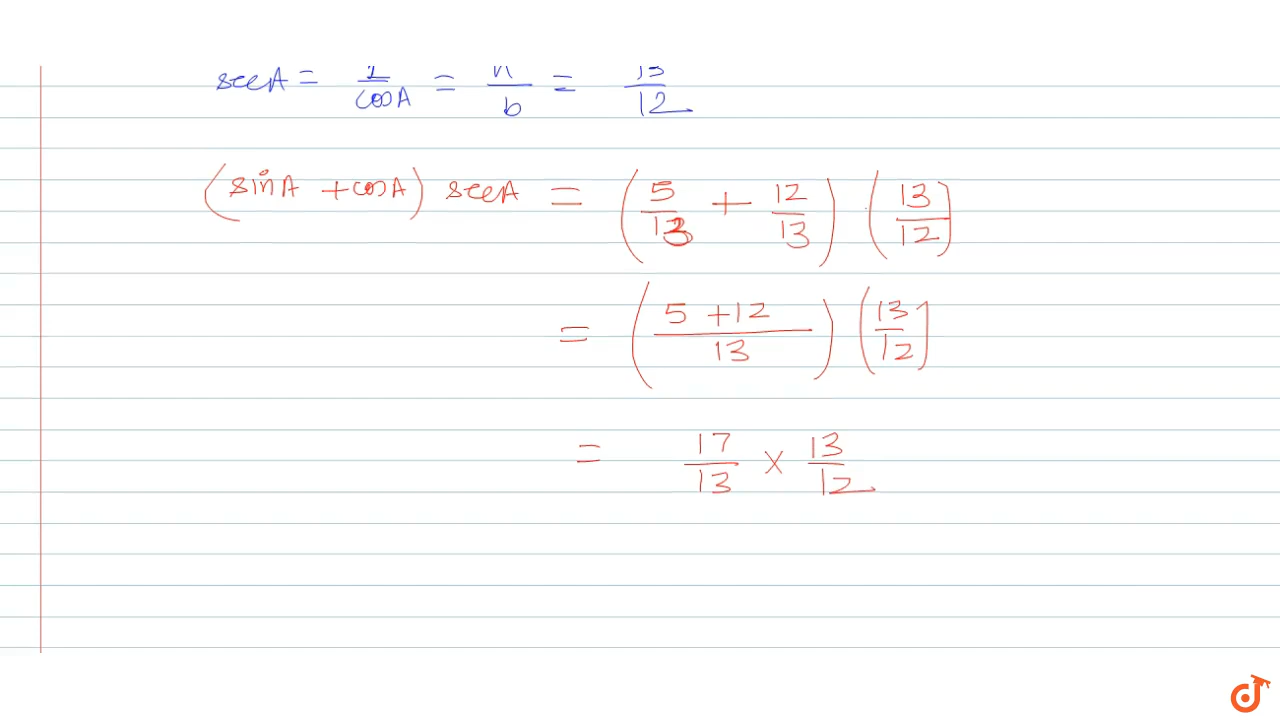 secA = 1/cosA = h/b = 13/12
(sinA + cosA) secA = (5/13 + 12/13) (13/12)
= (5 + 12/13) (13/12)
= 17/13 × 13/12